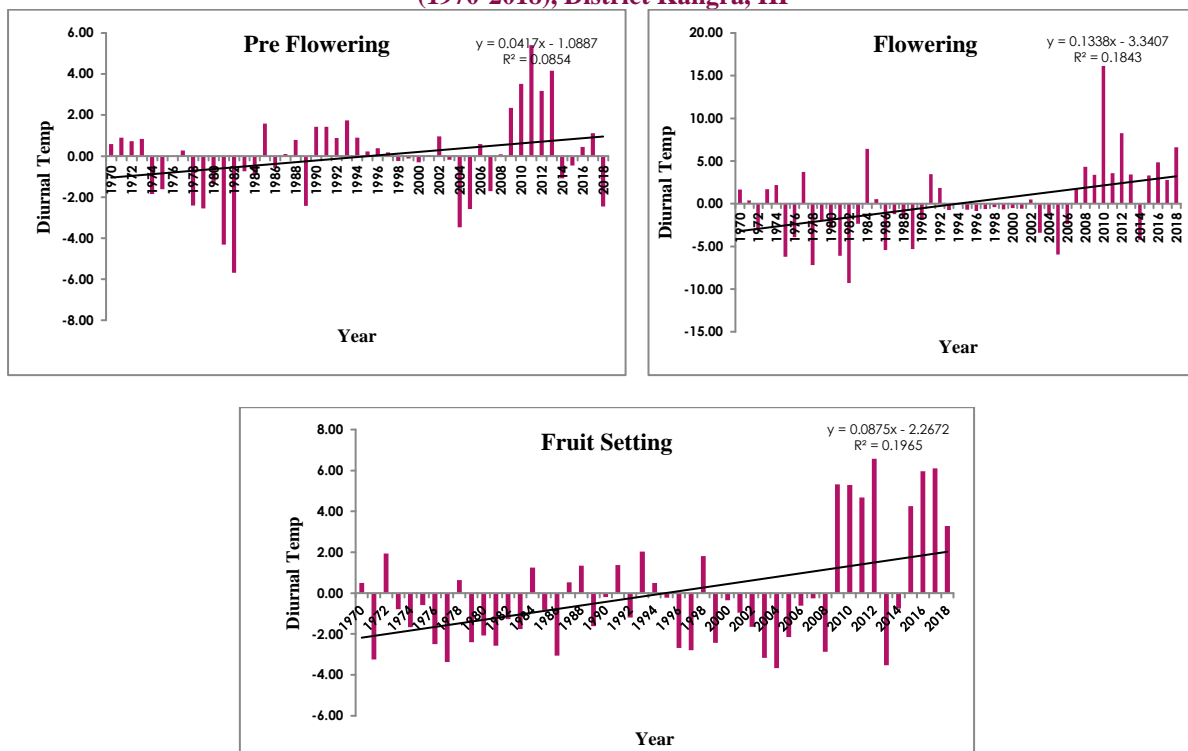 (1970-2018), District Kangra, HP
Pre Flowering
y = 0.0417x - 1.0887
R² = 0.0854
6.00
4.00
2.00
0.00
-2.00
-4.00
-6.00
-8.00
Diurnal Temp
1970 1972 1974 1976 1978 1980 1982 1984 1986 1988 1990 1992 1994 1996 1998 2000 2002 2004 2006 2008 2010 2012 2014 2016 2018
Year
Flowering
y = 0.1338x - 3.3407
R² = 0.1843
20.00
15.00
10.00
5.00
0.00
-5.00
-10.00
-15.00
Diurnal Temp
1970 1972 1974 1976 1978 1980 1982 1984 1986 1988 1990 1992 1994 1996 1998 2000 2002 2004 2006 2008 2010 2012 2014 2016 2018
Year
Fruit Setting
y = 0.0875x - 2.2672
R² = 0.1965
8.00
6.00
4.00
2.00
0.00
-2.00
-4.00
-6.00
Diurnal Temp
1970 1972 1974 1976 1978 1980 1982 1984 1986 1988 1990 1992 1994 1996 1998 2000 2002 2004 2006 2008 2010 2012 2014 2016 2018
Year